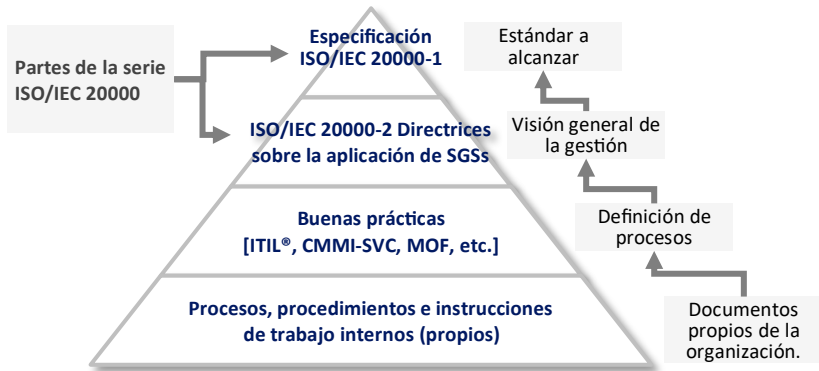 Partes de la serie
ISO/IEC 20000
Especificación
ISO/IEC 20000-1
ISO/IEC 20000-2 Directrices
sobre la aplicación de SGSs
Buenas prácticas
[ITIL®, CMMI-SVC, MOF, etc.]
Procesos, procedimientos e instrucciones
de trabajo internos (propios)
Estándar a
alcanzar
Visión general de
la gestión
Definición de
procesos
Documentos
propios de la
organización.